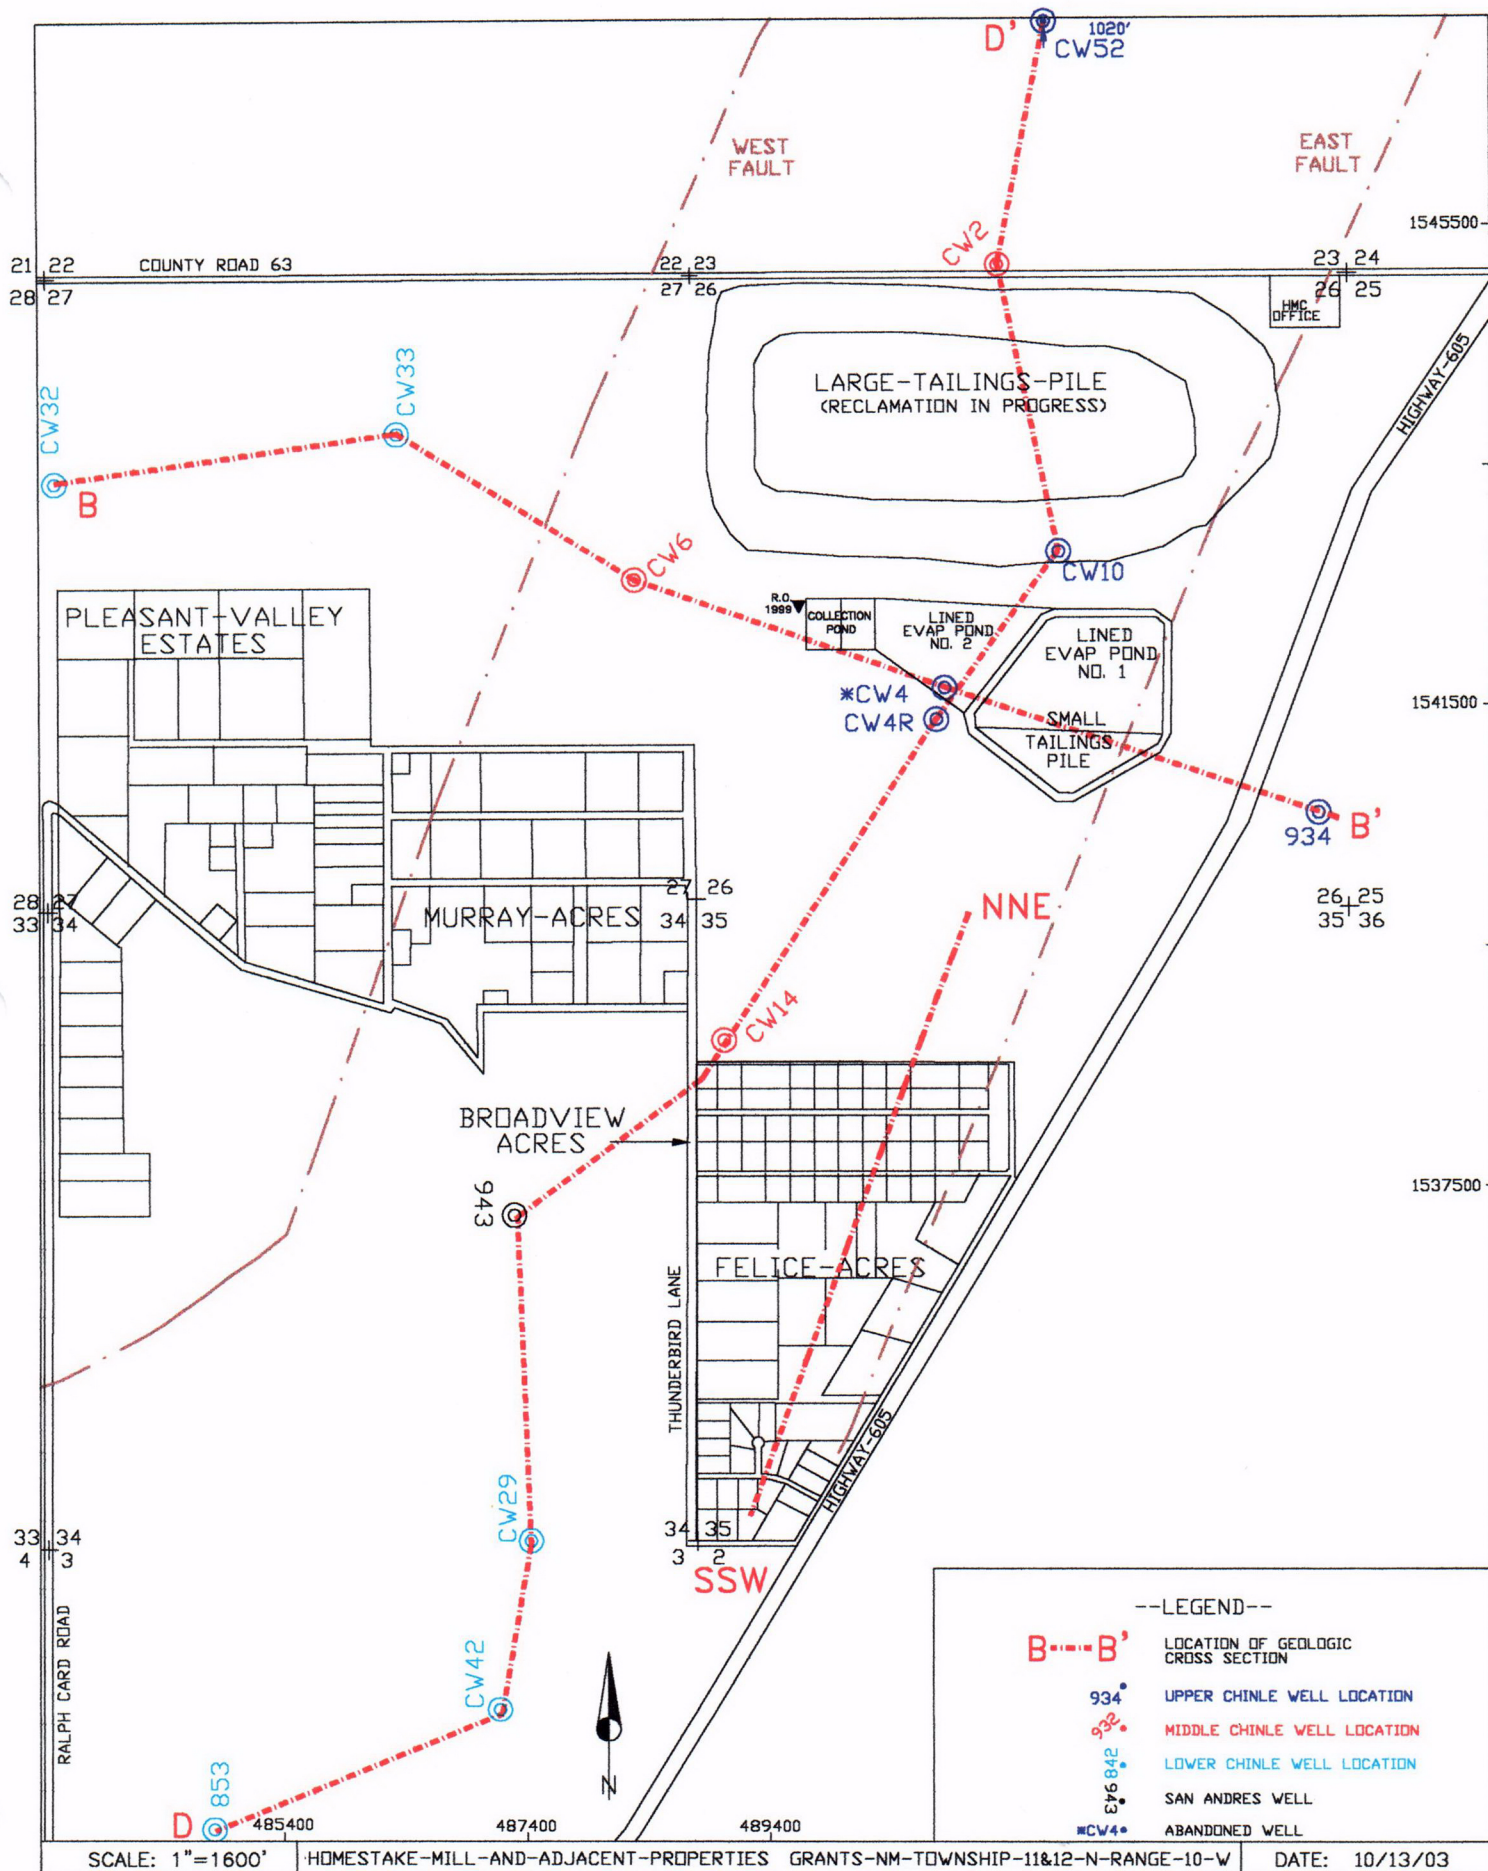 D'
1020'
CW52
WEST
FAULT
EAST
FAULT
1545500
CW2
21 22
COUNTY ROAD 63
22 23
23 24
28 27
27 26
26 25
HMC
OFFICE
HIGHWAY-605
LARGE-TAILINGS-PILE
(RECLAMATION IN PROGRESS)
CW33
CW32
B
CW6
CW10
R.O.
1999
COLLECTION
POND
LINED
EVAP POND
NO. 2
LINED
EVAP POND
NO. 1
PLEASANT-VALLEY
ESTATES
*CW4
CW4R
1541500
SMALL
TAILINGS
PILE
934
B'
28 27
33 34
27 26
34 35
26 25
35 36
MURRAY-ACRES
NNE
CW14
BROADVIEW
ACRES
943
1537500
FELICE-ACRES
THUNDERBIRD LANE
HIGHWAY-605
CW29
33 34
4 3
34 35
3 2
SSW
CW42
RALPH CARD ROAD
N
853
D
485400
487400
489400
--LEGEND--
B B'
LOCATION OF GEOLOGIC
CROSS SECTION
934
UPPER CHINLE WELL LOCATION
932
MIDDLE CHINLE WELL LOCATION
842
LOWER CHINLE WELL LOCATION
943
SAN ANDRES WELL
*CW4
ABANDONED WELL
SCALE: 1"=1600'
HOMESTAKE-MILL-AND-ADJACENT-PROPERTIES GRANTS-NM-TOWNSHIP-11&12-N-RANGE-10-W
DATE: 10/13/03